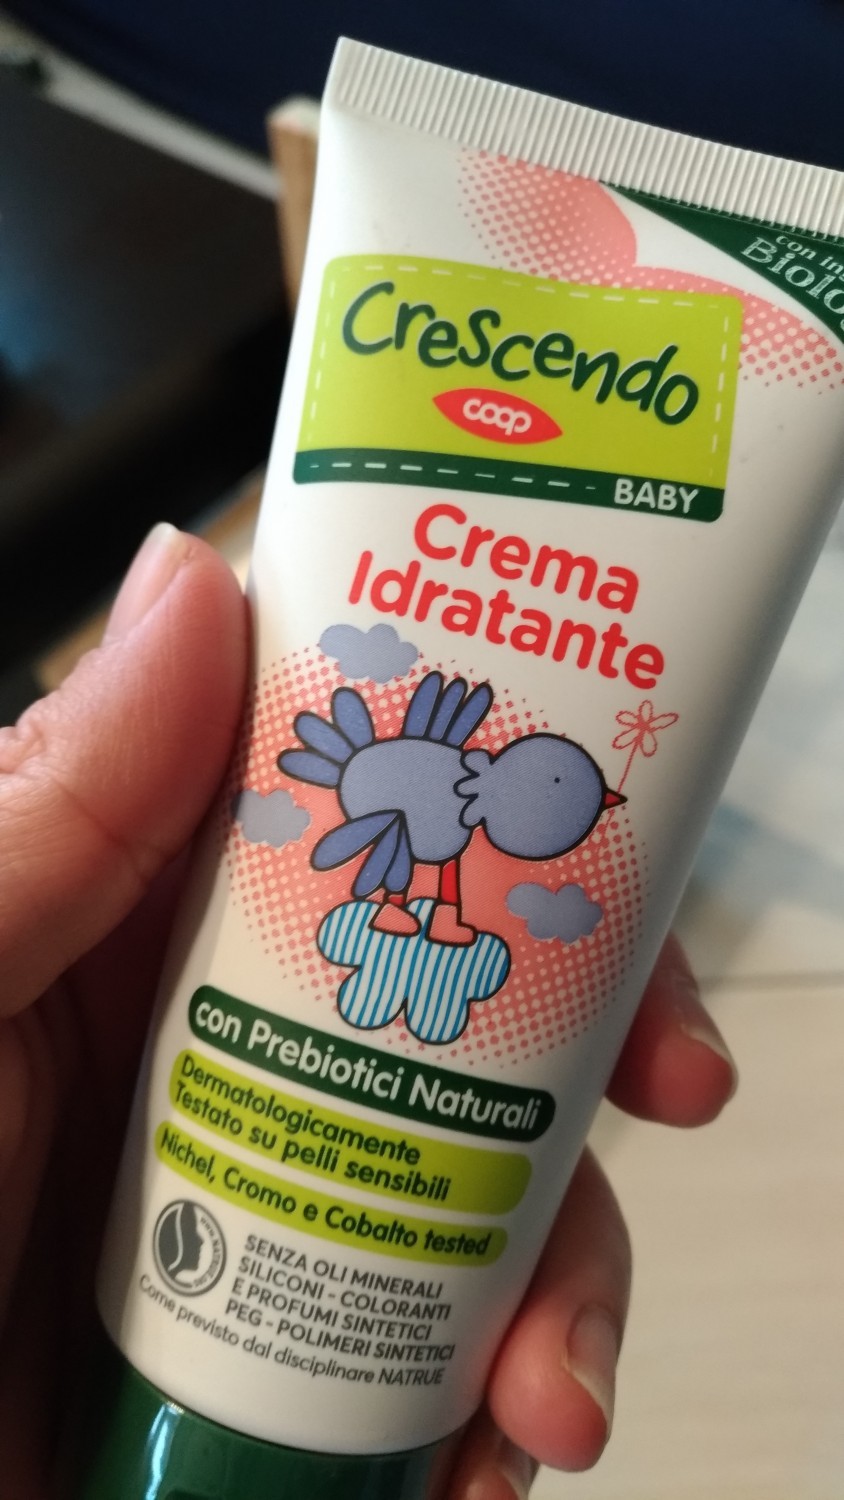 con
Crescendo
coop
BABY
Crema
Idratante
con Prebiotici Naturali
Dermatologicamente
Testato su pelli sensibili
Nichel, Cromo e Cobalto tested
SENZA OLI MINERALI
SILICONI - COLORANTI
E PROFUMI SINTETICI
PEG - POLIMERI SINTETICI
Come previsto dal disciplinare NATRUE